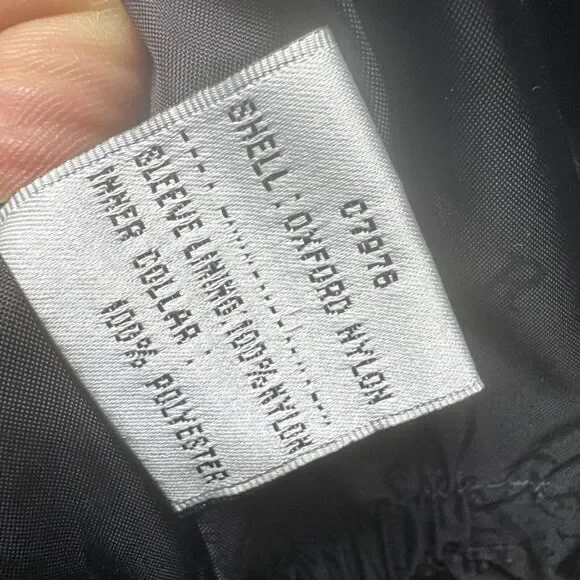 C7976
SHELL : OXFORD NYLON
SLEEVE LINING:100%NYLON
INNER COLLAR :
100% POLYESTER